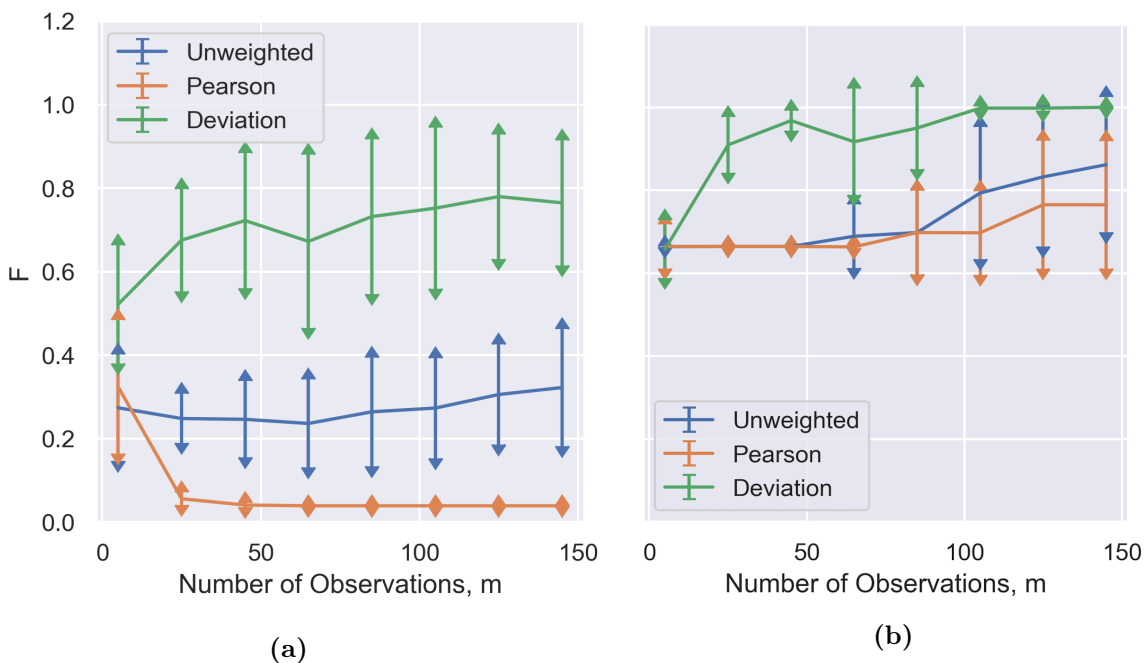 1.2
1.0
0.8
0.6
0.4
0.2
0.0
F
Unweighted
Pearson
Deviation
0
50
100
150
Number of Observations, m
(a)
Unweighted
Pearson
Deviation
0
50
100
150
Number of Observations, m
(b)